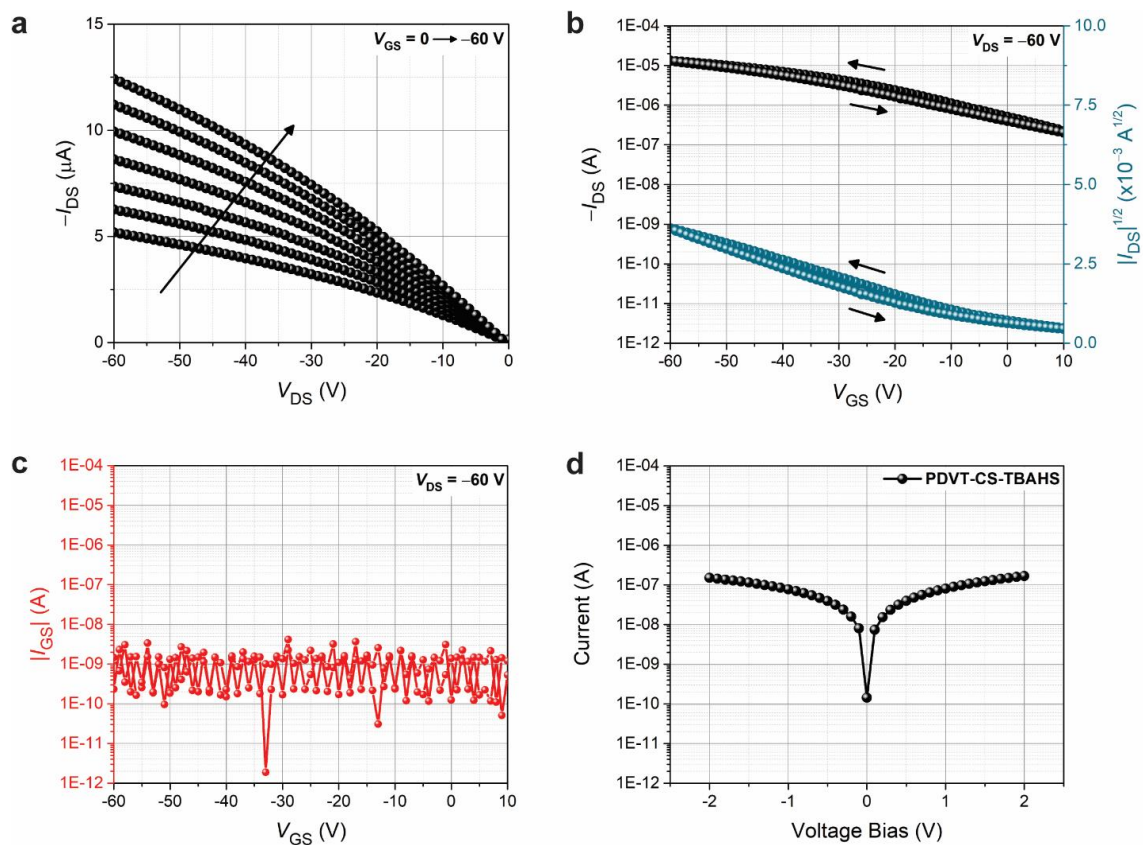 a
V_GS = 0 → −60 V
15
10
5
0
−I_DS (μA)
-60 -50 -40 -30 -20 -10 0
V_DS (V)
b
V_DS = −60 V
1E-04
1E-05
1E-06
1E-07
1E-08
1E-09
1E-10
1E-11
1E-12
−I_DS (A)
10.0
7.5
5.0
2.5
0.0
|I_DS|^1/2 (x10^−3 A^1/2)
-60 -50 -40 -30 -20 -10 0 10
V_GS (V)
c
V_DS = −60 V
1E-04
1E-05
1E-06
1E-07
1E-08
1E-09
1E-10
1E-11
1E-12
|I_GS| (A)
-60 -50 -40 -30 -20 -10 0 10
V_GS (V)
d
PDVT-CS-TBAHS
1E-04
1E-05
1E-06
1E-07
1E-08
1E-09
1E-10
1E-11
1E-12
Current (A)
-2 -1 0 1 2
Voltage Bias (V)